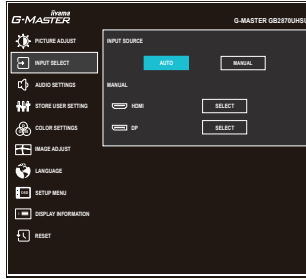 iiyama
G-MASTER
G-MASTER GB2870UHSU
PICTURE ADJUST
INPUT SELECT
AUDIO SETTINGS
STORE USER SETTING
COLOR SETTINGS
IMAGE ADJUST
LANGUAGE
OSD SETUP MENU
DISPLAY INFORMATION
RESET
INPUT SOURCE
AUTO MANUAL
MANUAL
HDMI SELECT
DP SELECT